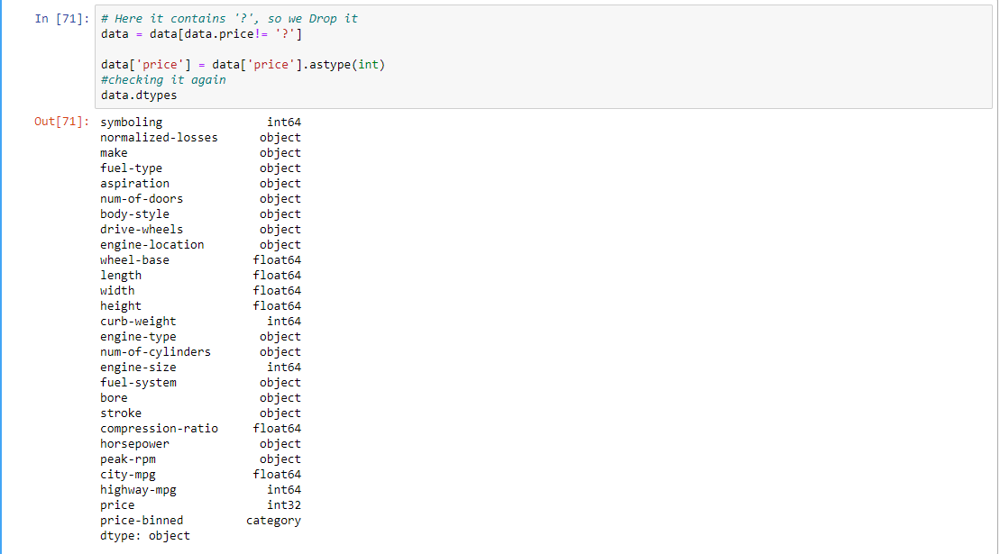 In [71]: # Here it contains '?', so we Drop it
data = data[data.price!= '?']
data['price'] = data['price'].astype(int)
#checking it again
data.dtypes
Out[71]: symboling int64
normalized-losses object
make object
fuel-type object
aspiration object
num-of-doors object
body-style object
drive-wheels object
engine-location object
wheel-base float64
length float64
width float64
height float64
curb-weight int64
engine-type object
num-of-cylinders object
engine-size int64
fuel-system object
bore object
stroke object
compression-ratio float64
horsepower object
peak-rpm object
city-mpg float64
highway-mpg int64
price int32
price-binned category
dtype: object